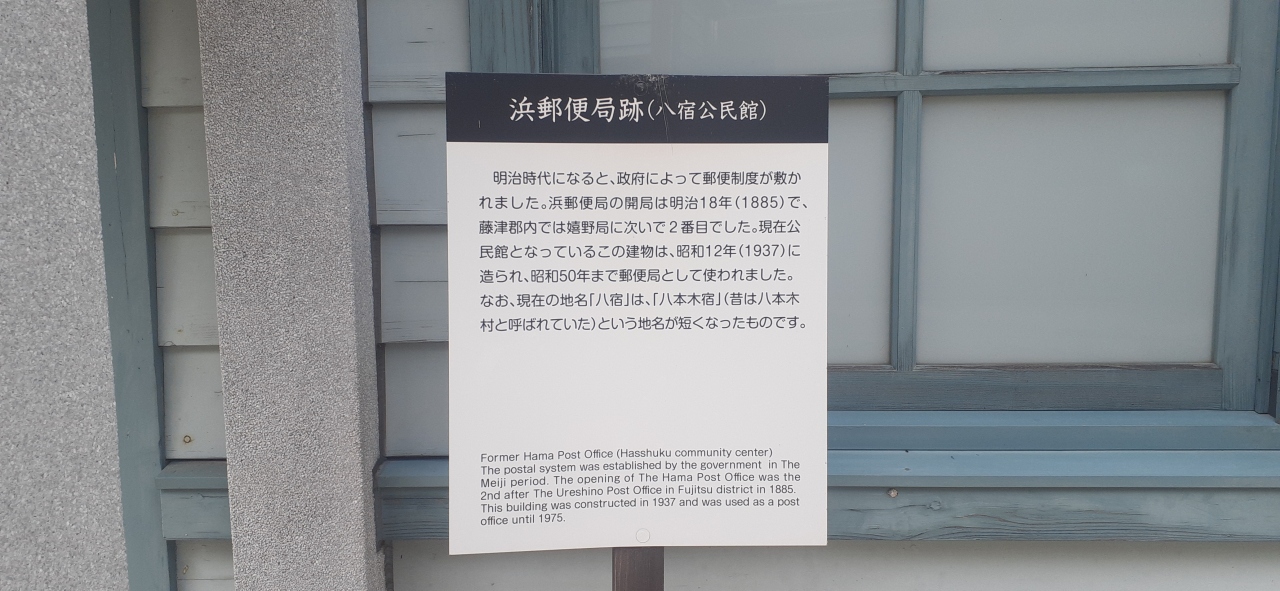 浜郵便局跡(八宿公民館)
明治時代になると、政府によって郵便制度が敷か
れました。浜郵便局の開局は明治18年(1885)で、
藤津郡内では嬉野局に次いで２番目でした。現在公
民館となっているこの建物は、昭和12年(1937)に
造られ、昭和50年まで郵便局として使われました。
なお、現在の地名「八宿」は、「八本木宿」(昔は八本木
村と呼ばれていた)という地名が短くなったものです。
Former Hama Post Office (Hasshuku community center)
The postal system was established by the government in The
Meiji period. The opening of The Hama Post Office was the
2nd after The Ureshino Post Office in Fujitsu district in 1885.
This building was constructed in 1937 and was used as a post
office until 1975.